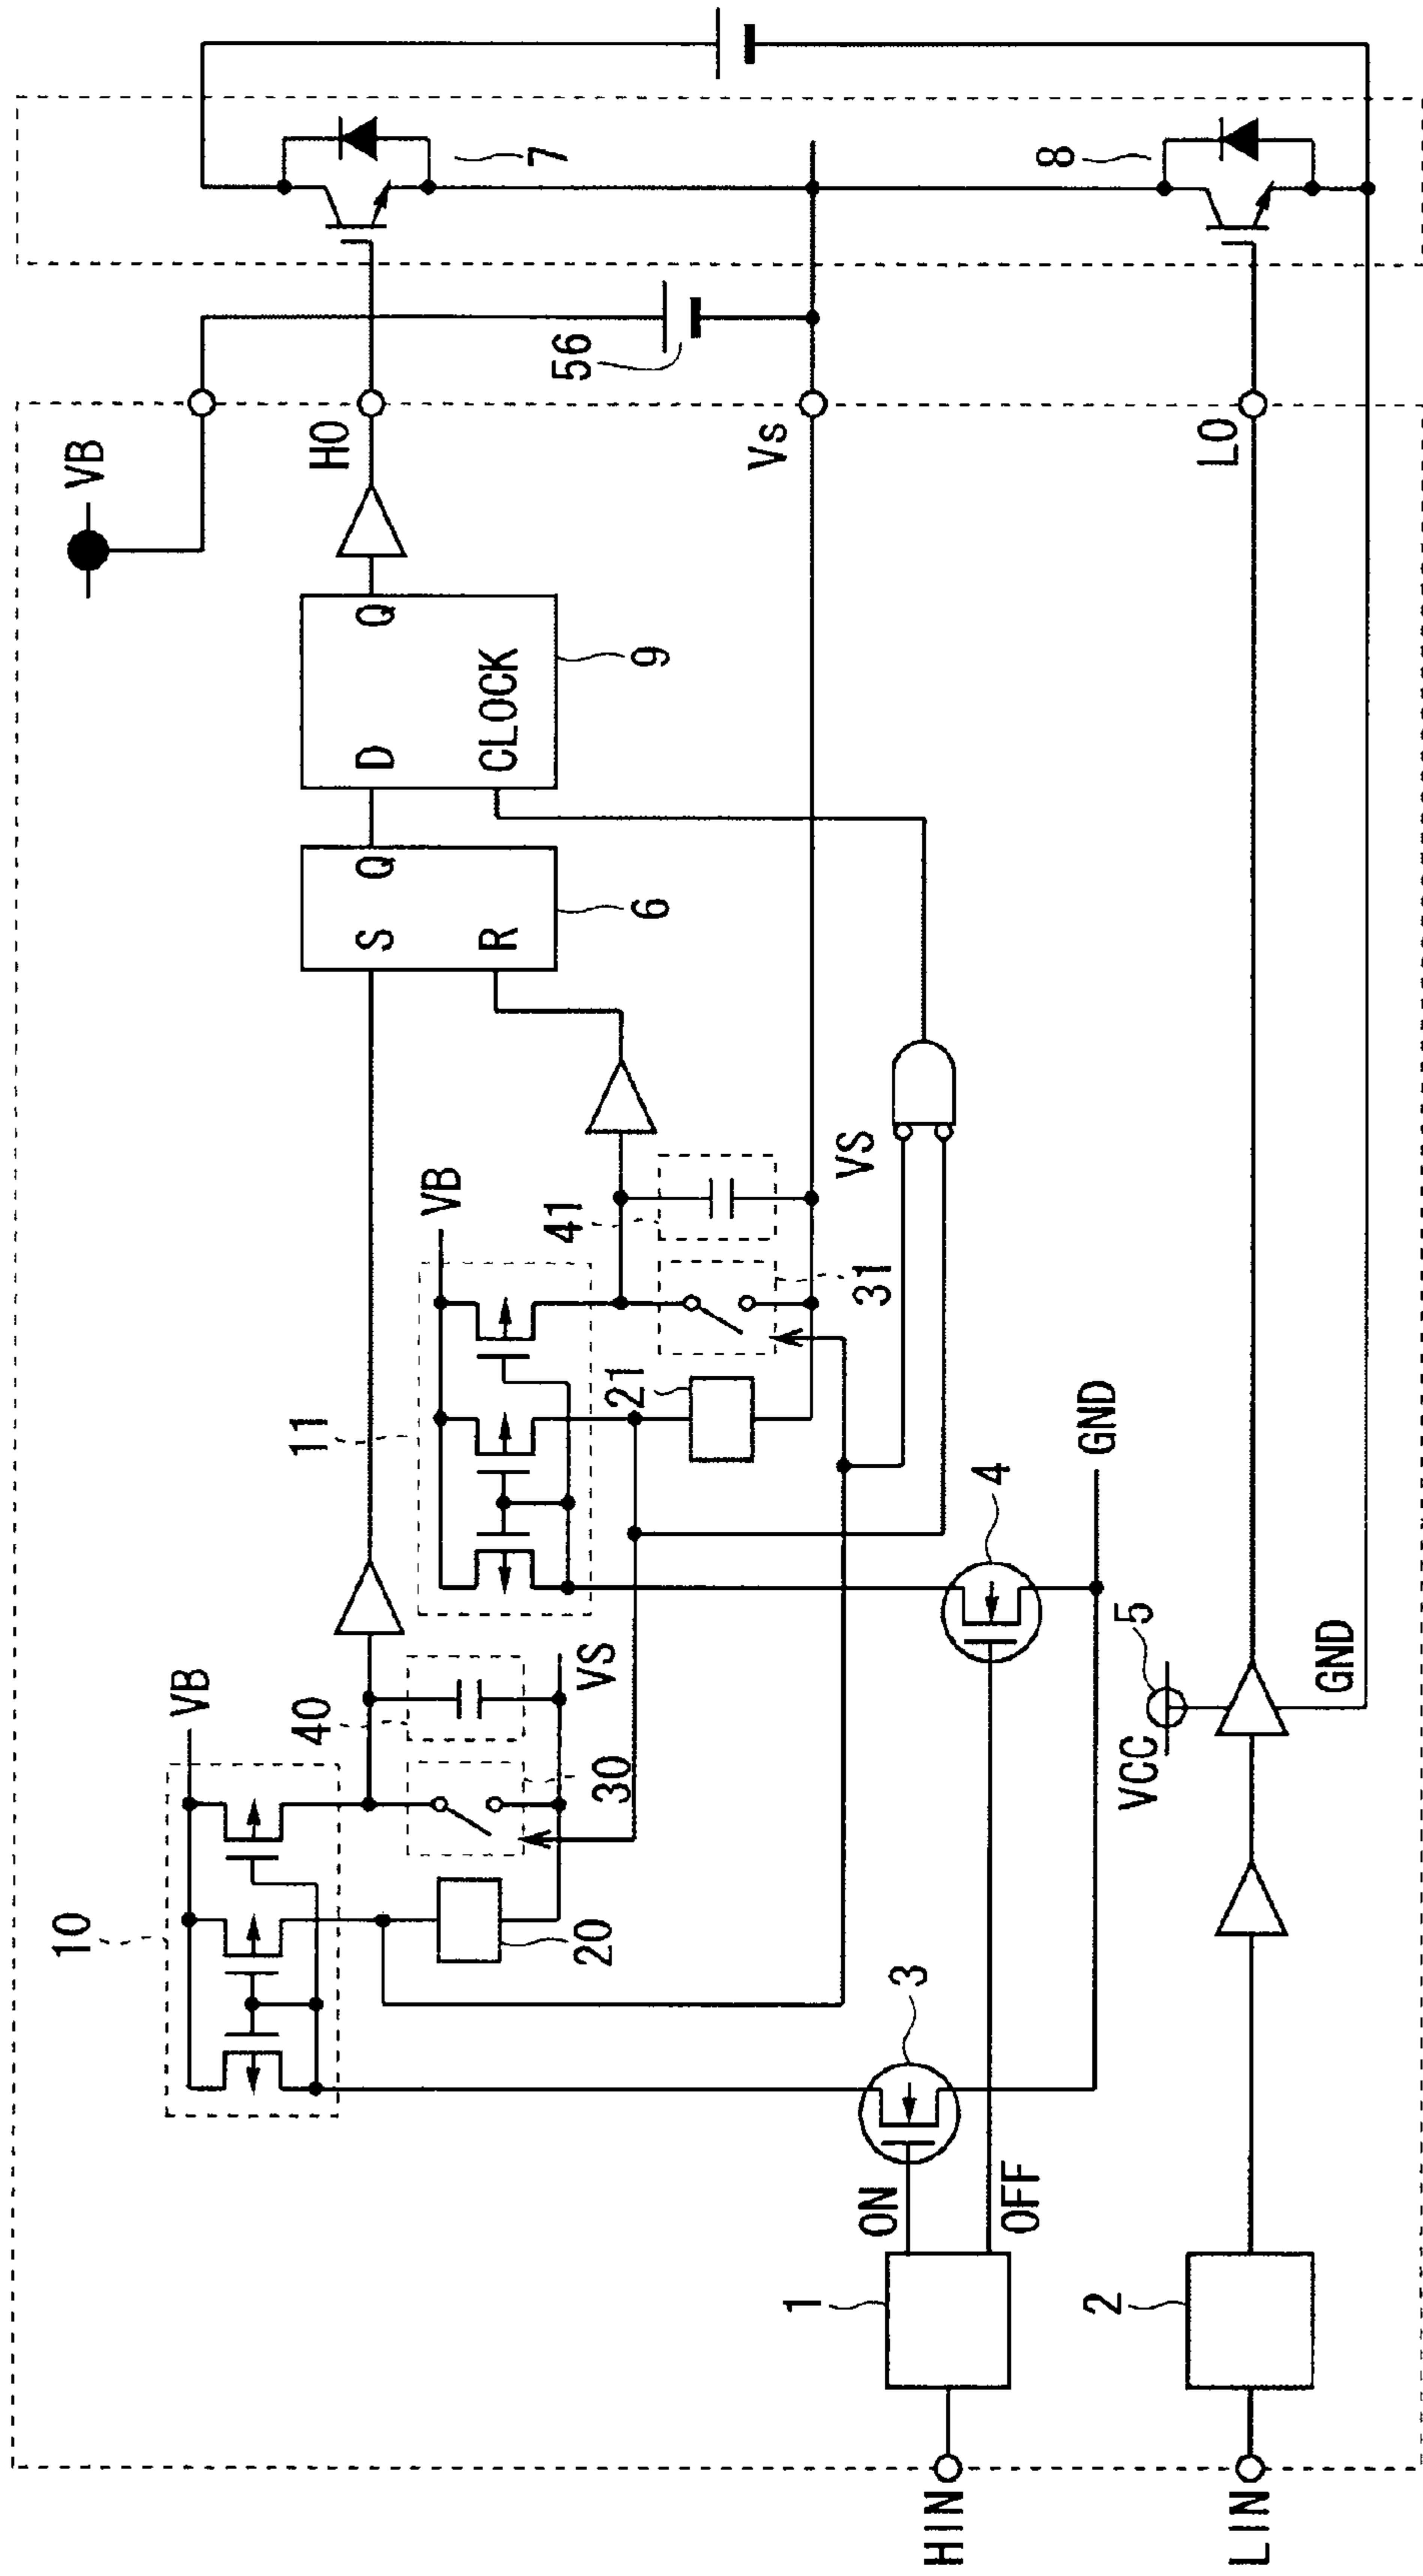 VB
HO
Vs
LO
56
7
8
D
Q
CLOCK
9
S
Q
R
6
VB
10
20
30
40
VS
VB
11
21
31
41
VS
3
4
GND
ON
OFF
1
HIN
5
VCC
GND
2
LIN